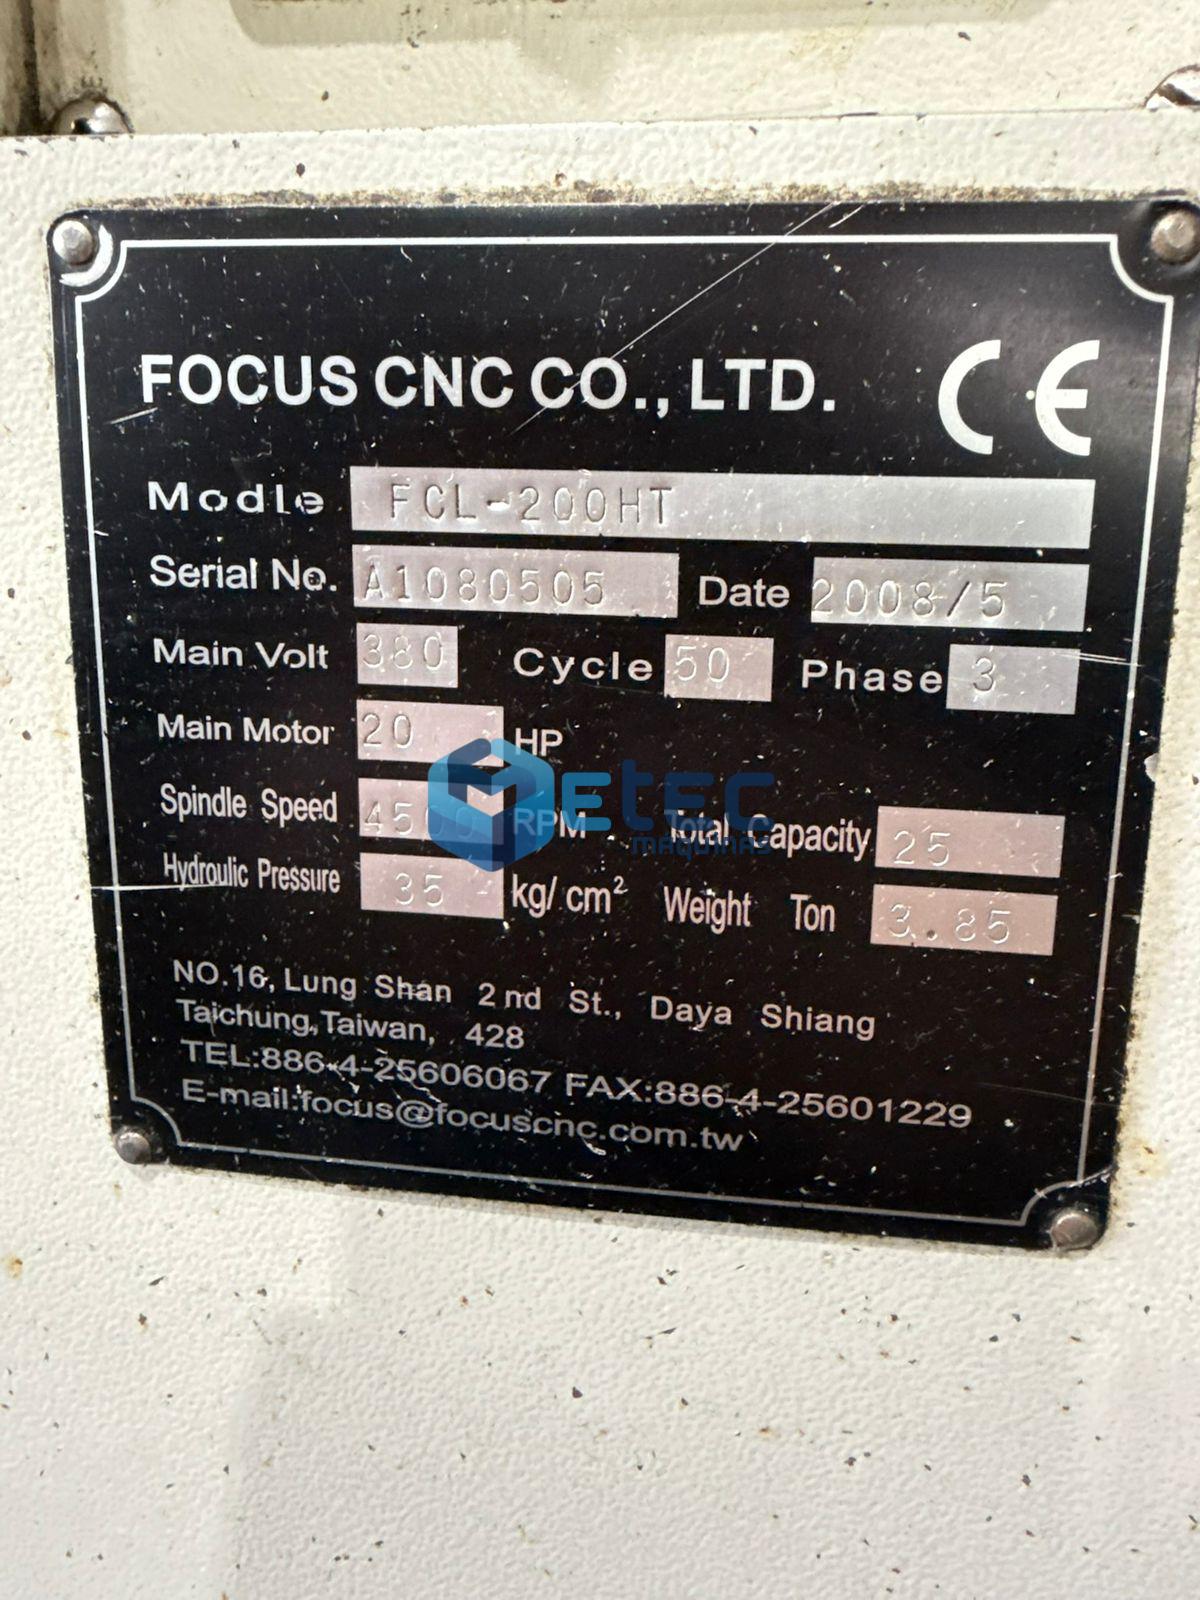 FOCUS CNC CO., LTD. CE
Modle FCL-200HT
Serial No. A1080505 Date 2008/5
Main Volt 380 Cycle 50 Phase 3
Main Motor 20 HP
Spindle Speed 4500 RPM Total Capacity 25
Hydraulic Pressure 35 kg/cm² Weight Ton 3.85
NO.16, Lung Shan 2nd St., Daya Shiang
Taichung,Taiwan, 428
TEL:886-4-25606067 FAX:886-4-25601229
E-mail:focus@focuscnc.com.tw
eTec
MÁQUINAS